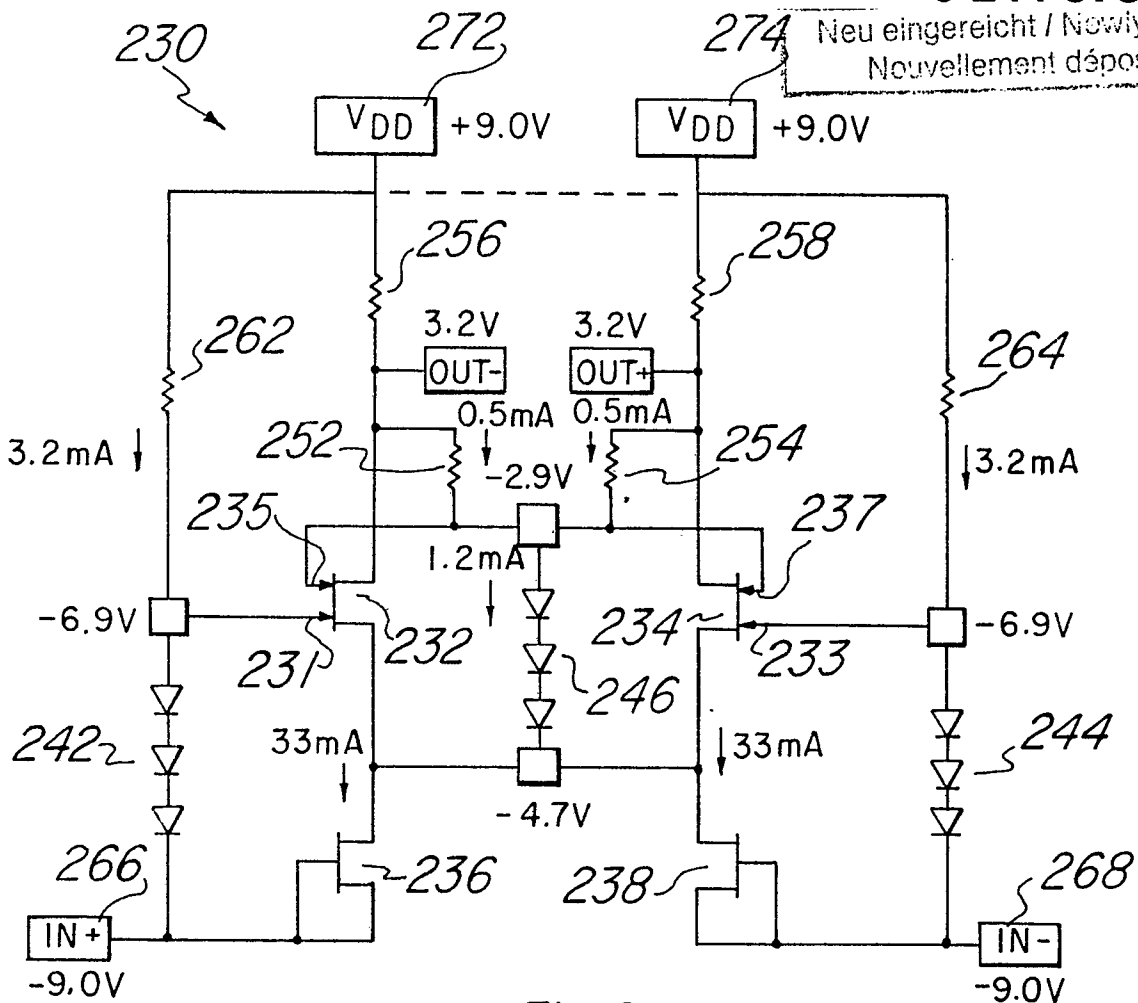 230
272
274
Neu eingereicht / Newly
Nouvellement dépos
VDD
+9.0V
VDD
+9.0V
256
258
262
3.2V
3.2V
264
OUT-
OUT+
0.5mA
0.5mA
3.2mA
252
-2.9V
254
3.2mA
235
1.2mA
237
-6.9V
232
234
-6.9V
231
246
233
242
33mA
33mA
244
-4.7V
266
236
238
268
IN+
IN-
-9.0V
-9.0V